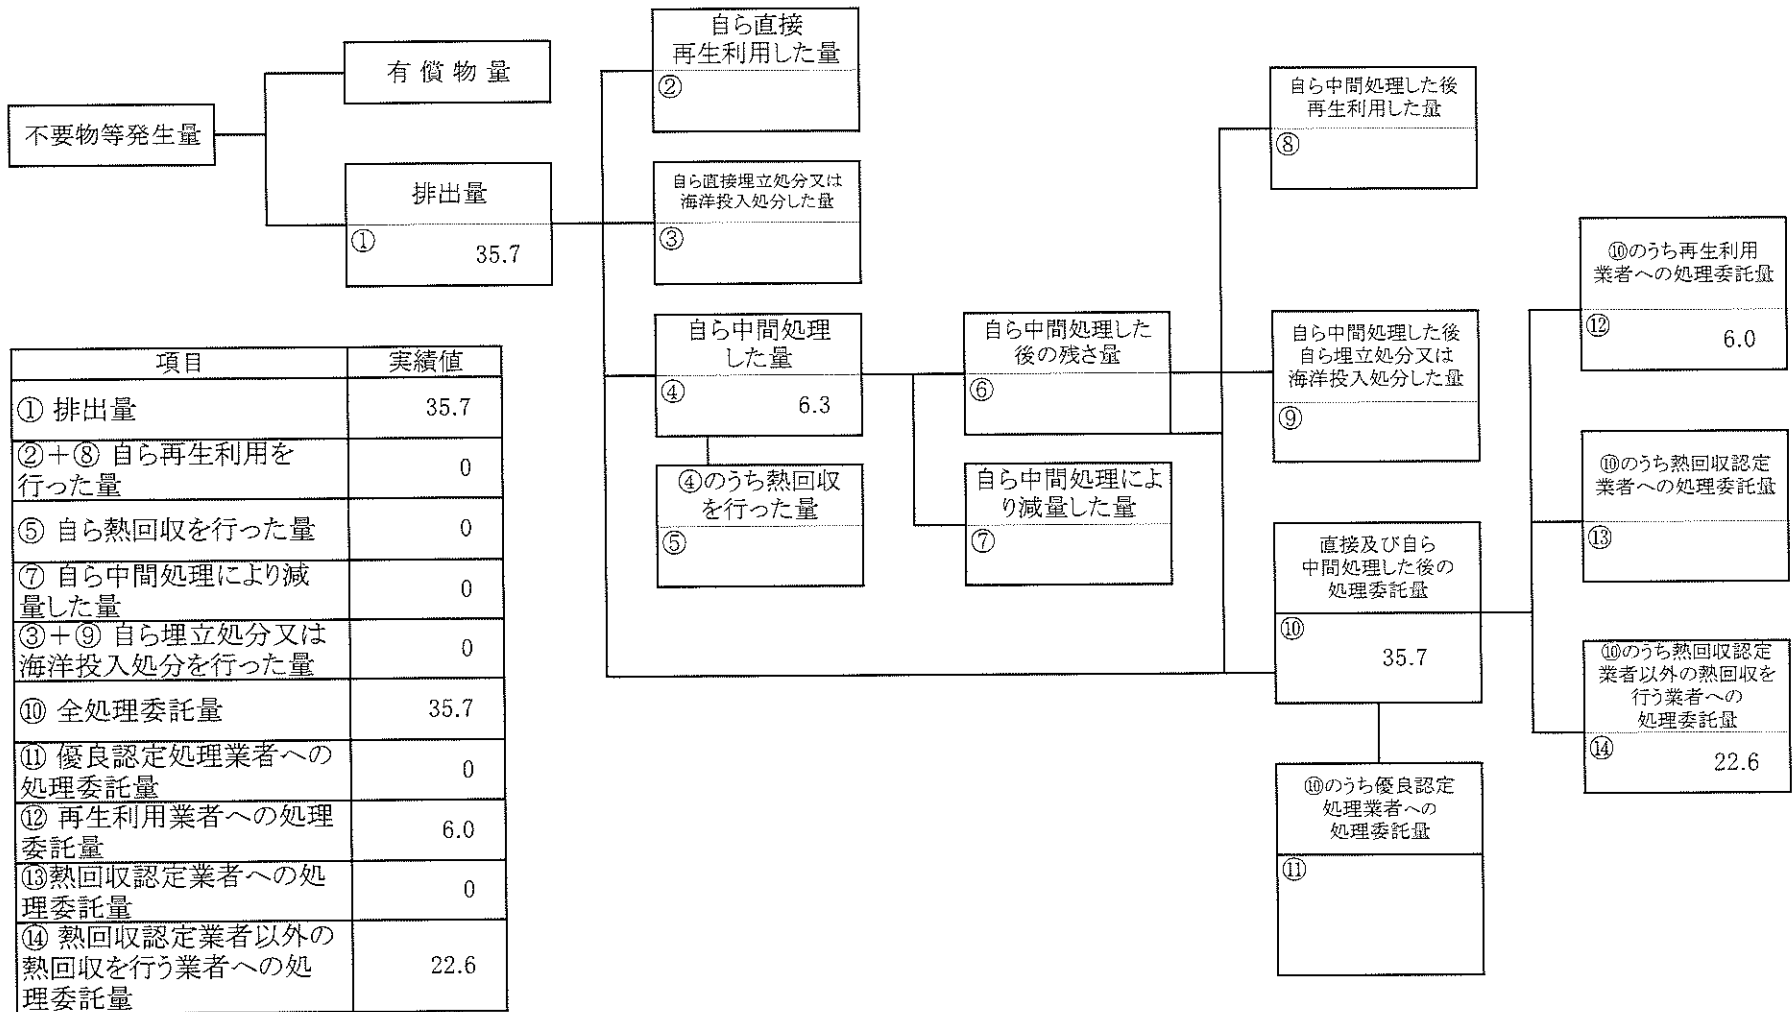 不要物等発生量
有償物量
排出量
①
35.7
自ら直接
再生利用した量
②
自ら直接埋立処分又は
海洋投入処分した量
③
自ら中間処理
した量
④
6.3
④のうち熱回収
を行った量
⑤
自ら中間処理した
後の残さ量
⑥
自ら中間処理によ
り減量した量
⑦
自ら中間処理した後
再生利用した量
⑧
自ら中間処理した後
自ら埋立処分又は
海洋投入処分した量
⑨
直接及び自ら
中間処理した後の
処理委託量
⑩
35.7
⑩のうち優良認定
処理業者への
処理委託量
⑪
⑩のうち再生利用
業者への処理委託量
⑫
6.0
⑩のうち熱回収認定
業者への処理委託量
⑬
⑩のうち熱回収認定
業者以外の熱回収を
行う業者への
処理委託量
⑭
22.6
項目 実績値
① 排出量 35.7
②+⑧ 自ら再生利用を
行った量 0
⑤ 自ら熱回収を行った量 0
⑦ 自ら中間処理により減
量した量 0
③+⑨ 自ら埋立処分又は
海洋投入処分を行った量 0
⑩ 全処理委託量 35.7
⑪ 優良認定処理業者への
処理委託量 0
⑫ 再生利用業者への処理
委託量 6.0
⑬熱回収認定業者への処
理委託量 0
⑭ 熱回収認定業者以外の
熱回収を行う業者への処
理委託量 22.6